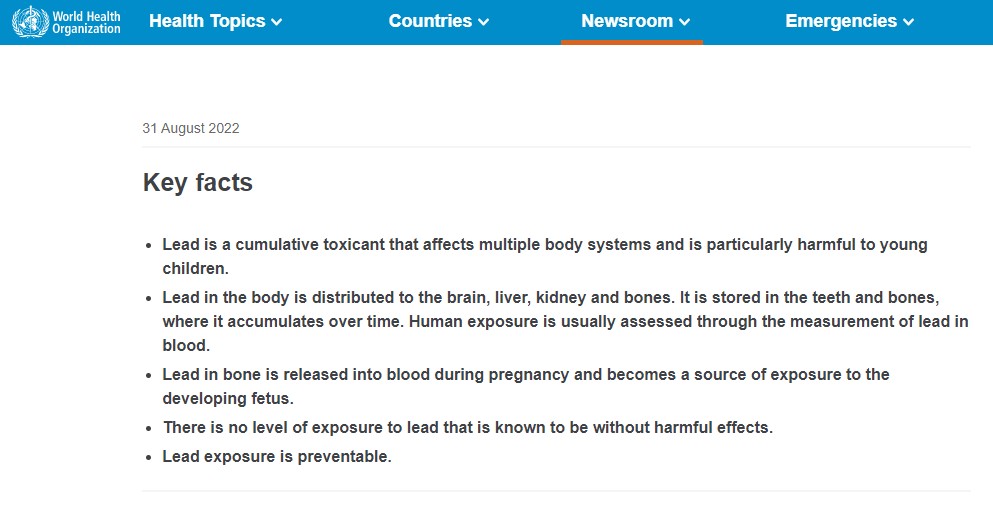 World Health
Organization
Health Topics
Countries
Newsroom
Emergencies
31 August 2022
Key facts
• Lead is a cumulative toxicant that affects multiple body systems and is particularly harmful to young
children.
• Lead in the body is distributed to the brain, liver, kidney and bones. It is stored in the teeth and bones,
where it accumulates over time. Human exposure is usually assessed through the measurement of lead in
blood.
• Lead in bone is released into blood during pregnancy and becomes a source of exposure to the
developing fetus.
• There is no level of exposure to lead that is known to be without harmful effects.
• Lead exposure is preventable.